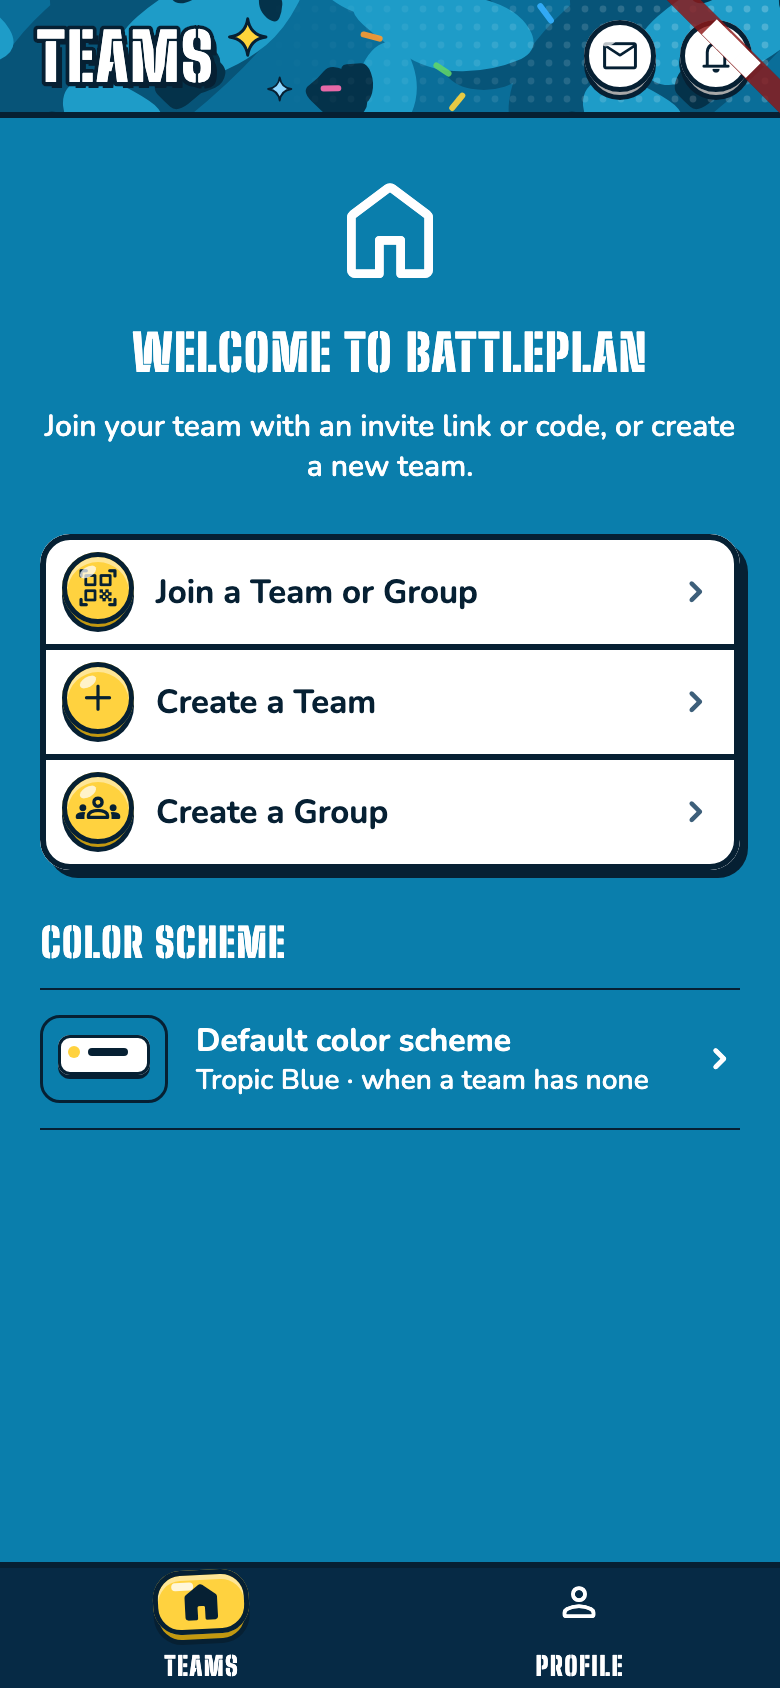 TEAMS
WELCOME TO BATTLEPLAN
Join your team with an invite link or code, or create
a new team.
Join a Team or Group
Create a Team
Create a Group
COLOR SCHEME
Default color scheme
Tropic Blue · when a team has none
TEAMS
PROFILE